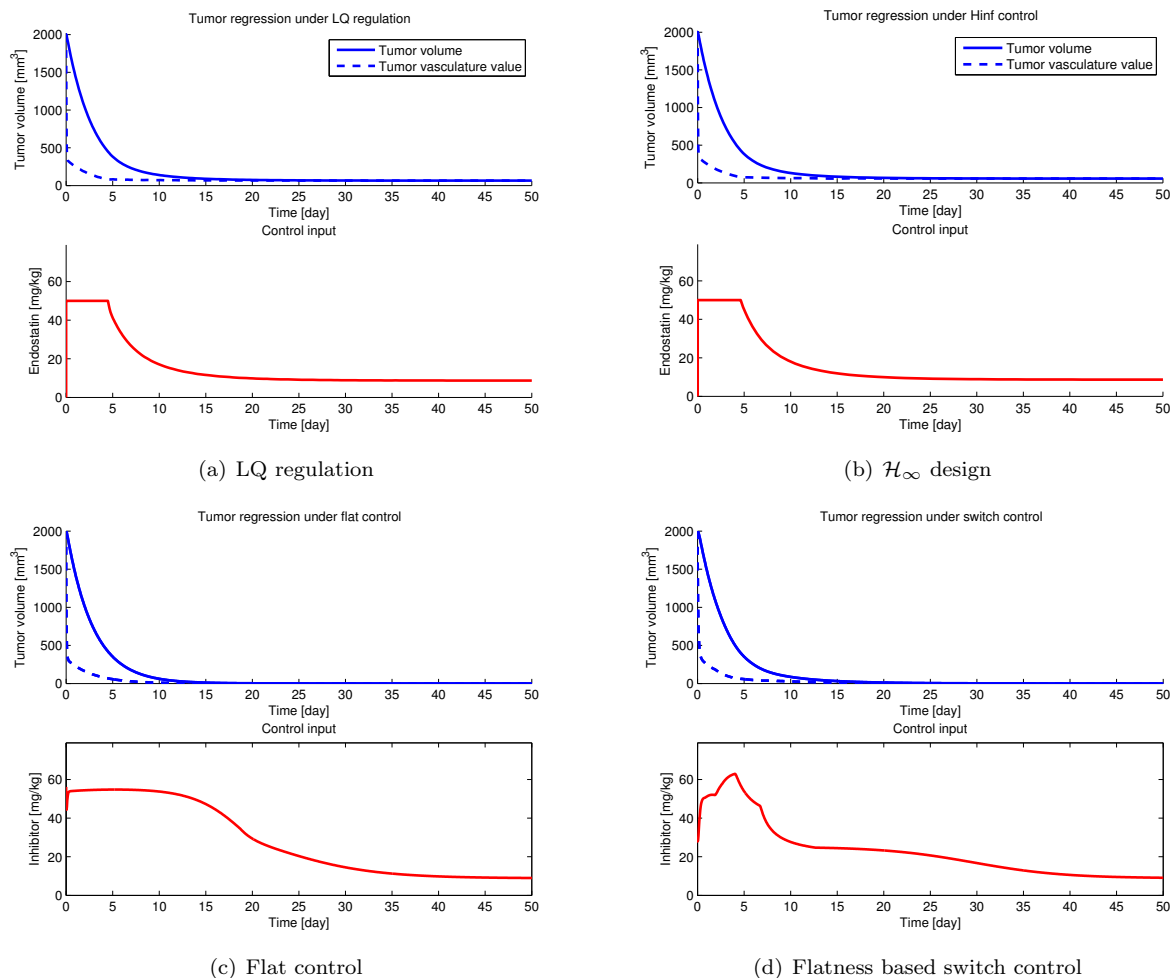 Tumor regression under LQ regulation
Tumor volume [mm³]
2000
1500
1000
500
0
Tumor volume
Tumor vasculature value
0 5 10 15 20 25 30 35 40 45 50
Time [day]
Control input
Endostatin [mg/kg]
60
40
20
0
0 5 10 15 20 25 30 35 40 45 50
Time [day]
(a) LQ regulation
Tumor regression under Hinf control
Tumor volume [mm³]
2000
1500
1000
500
0
Tumor volume
Tumor vasculature value
0 5 10 15 20 25 30 35 40 45 50
Time [day]
Control input
Endostatin [mg/kg]
60
40
20
0
0 5 10 15 20 25 30 35 40 45 50
Time [day]
(b) ℋ∞ design
Tumor regression under flat control
Tumor volume [mm³]
2000
1500
1000
500
0
0 5 10 15 20 25 30 35 40 45 50
Time [day]
Control input
Inhibitor [mg/kg]
60
40
20
0
0 5 10 15 20 25 30 35 40 45 50
Time [day]
(c) Flat control
Tumor regression under switch control
Tumor volume [mm³]
2000
1500
1000
500
0
0 5 10 15 20 25 30 35 40 45 50
Time [day]
Control input
Inhibitor [mg/kg]
60
40
20
0
0 5 10 15 20 25 30 35 40 45 50
Time [day]
(d) Flatness based switch control